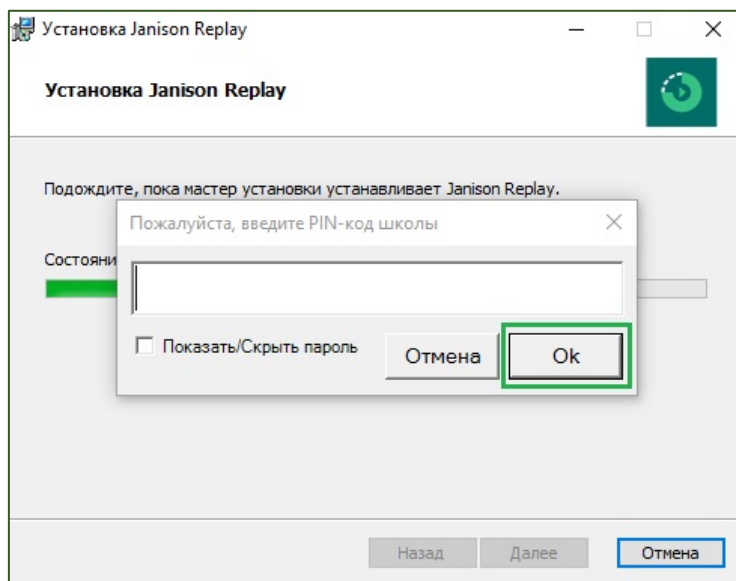 Установка Janison Replay
Установка Janison Replay
Подождите, пока мастер установки устанавливает Janison Replay.
Пожалуйста, введите PIN-код школы
Состояни
Показать/Скрыть пароль
Отмена
Ok
Назад
Далее
Отмена